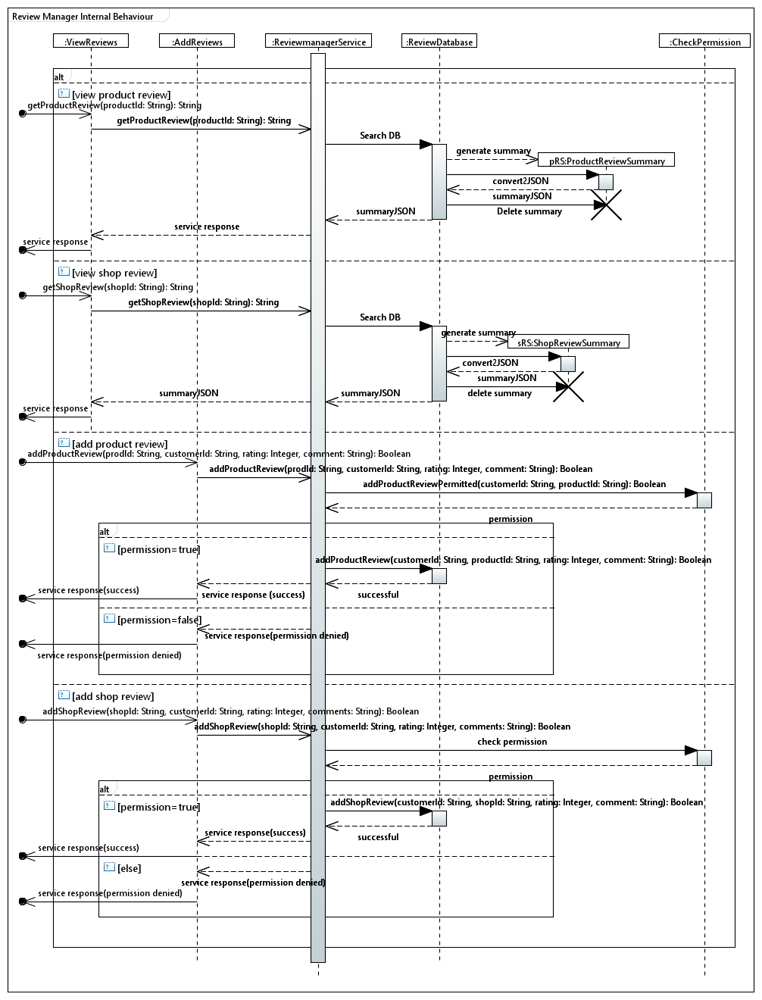 Review Manager Internal Behaviour
:ViewReviews
:AddReviews
:ReviewmanagerService
:ReviewDatabase
:CheckPermission
alt
[view product review]
getProductReview(productId: String): String
getProductReview(productId: String): String
Search DB
generate summary
pRS:ProductReviewSummary
convert2JSON
summaryJSON
Delete summary
summaryJSON
service response
service response
[view shop review]
getShopReview(shopId: String): String
getShopReview(shopId: String): String
Search DB
generate summary
sRS:ShopReviewSummary
convert2JSON
summaryJSON
delete summary
summaryJSON
summaryJSON
service response
[add product review]
addProductReview(prodId: String, customerId: String, rating: Integer, comment: String): Boolean
addProductReview(prodId: String, customerId: String, rating: Integer, comment: String): Boolean
addProductReviewPermitted(customerId: String, productId: String): Boolean
permission
alt
[permission=true]
addProductReview(customerId: String, productId: String, rating: Integer, comment: String): Boolean
service response(success)
service response (success)
successful
[permission=false]
service response(permission denied)
service response(permission denied)
[add shop review]
addShopReview(shopId: String, customerId: String, rating: Integer, comments: String): Boolean
addShopReview(shopId: String, customerId: String, rating: Integer, comments: String): Boolean
check permission
permission
alt
[permission=true]
addShopReview(customerId: String, shopId: String, rating: Integer, comment: String): Boolean
service response(success)
successful
service response(success)
[else]
service response(permission denied)
service response(permission denied)